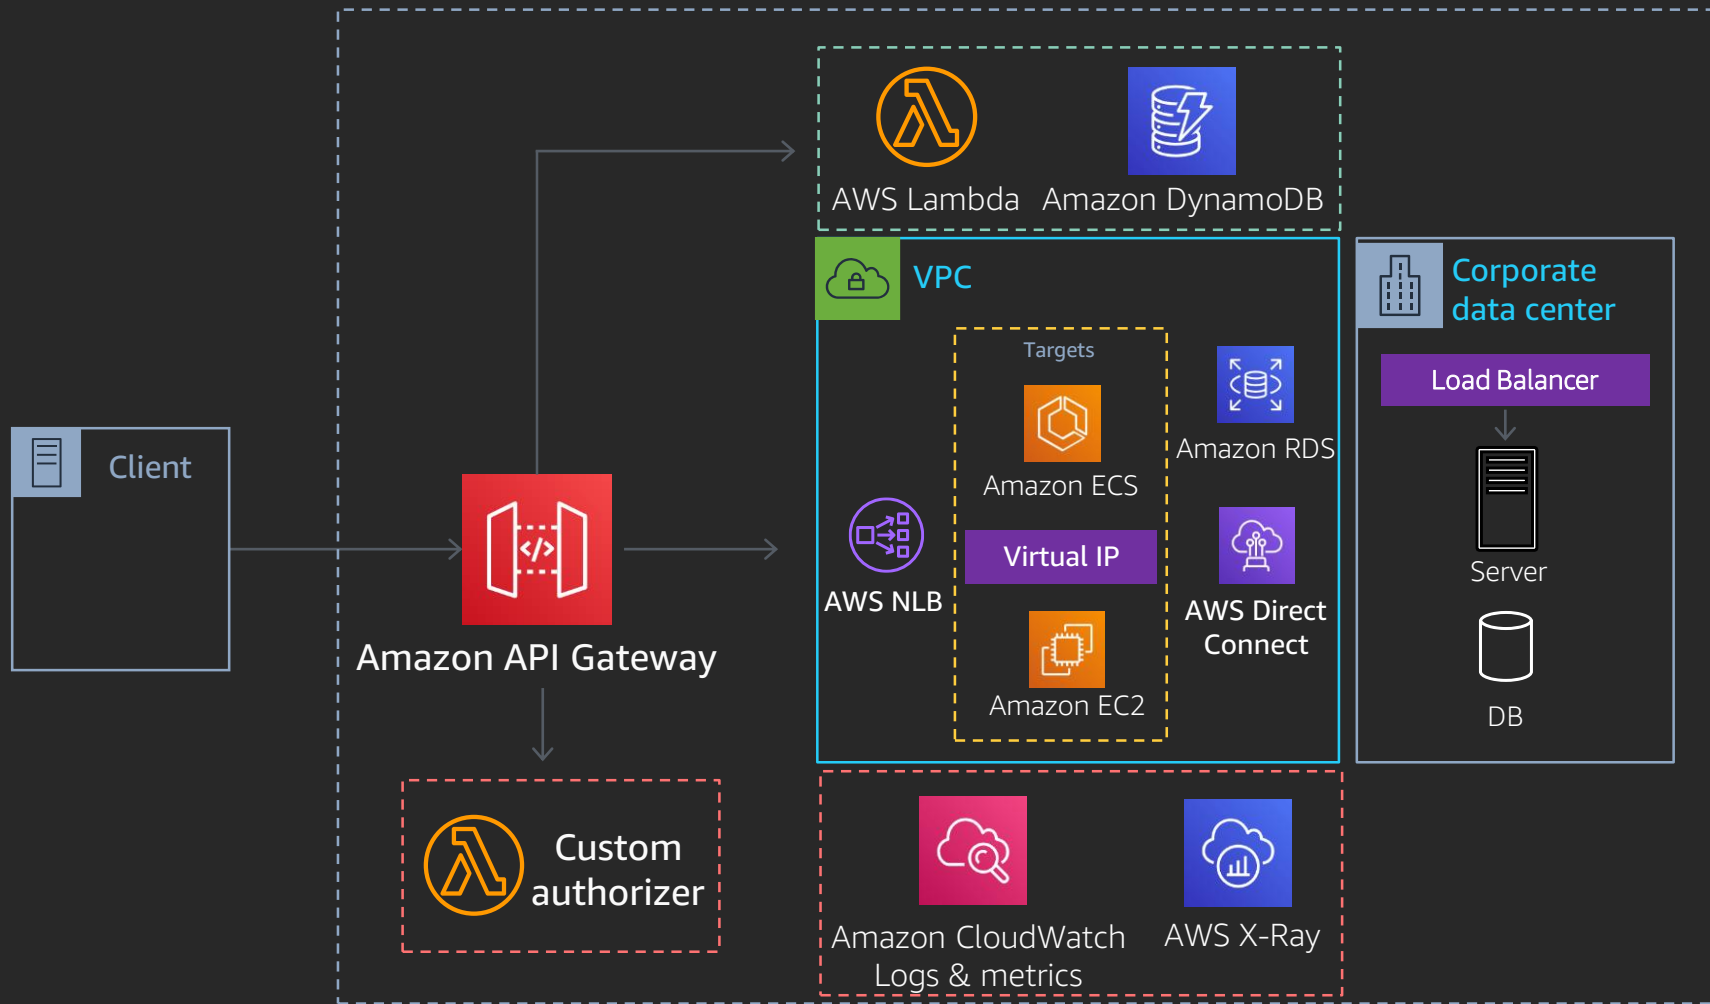 AWS Lambda
Amazon DynamoDB
VPC
Corporate
data center
Targets
Load Balancer
Amazon RDS
Client
Amazon ECS
</>
Virtual IP
Server
AWS NLB
AWS Direct
Connect
Amazon API Gateway
Amazon EC2
DB
Custom
authorizer
Amazon CloudWatch
Logs & metrics
AWS X-Ray